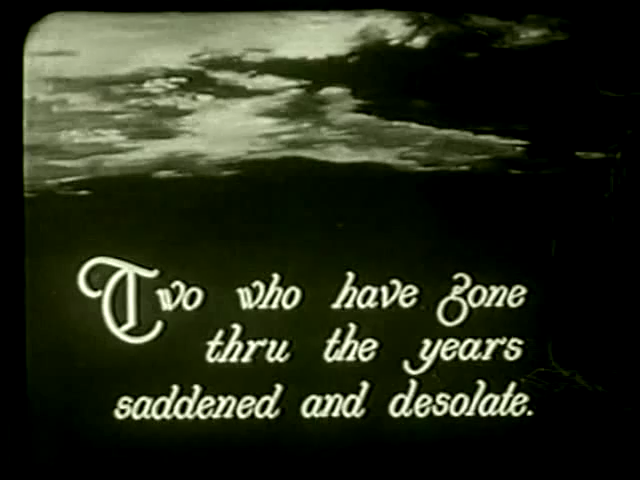 Two who have gone
thru the years
saddened and desolate.